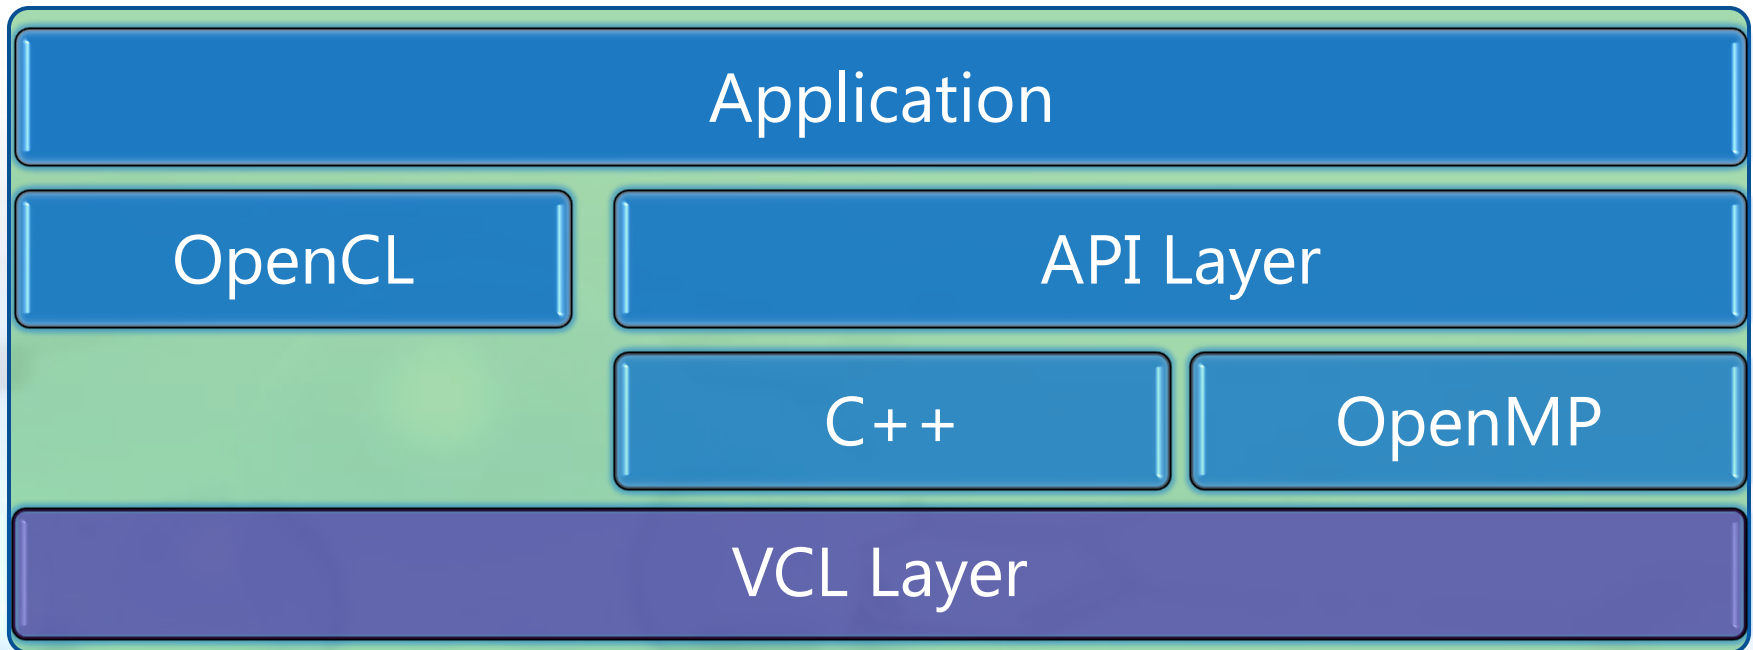 Application
OpenCL
API Layer
C++
OpenMP
VCL Layer